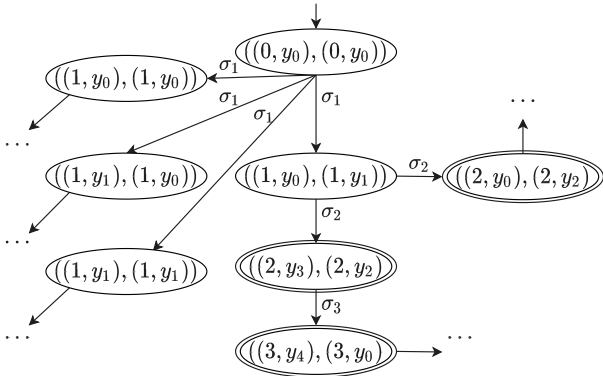 ((0, y₀), (0, y₀))
σ₁
((1, y₀), (1, y₀))
σ₁
σ₁
σ₁
...
...
((1, y₁), (1, y₀))
((1, y₀), (1, y₁))
σ₂
((2, y₀), (2, y₂)
...
σ₂
((1, y₁), (1, y₁))
((2, y₃), (2, y₂)
σ₃
...
((3, y₄), (3, y₀)
...